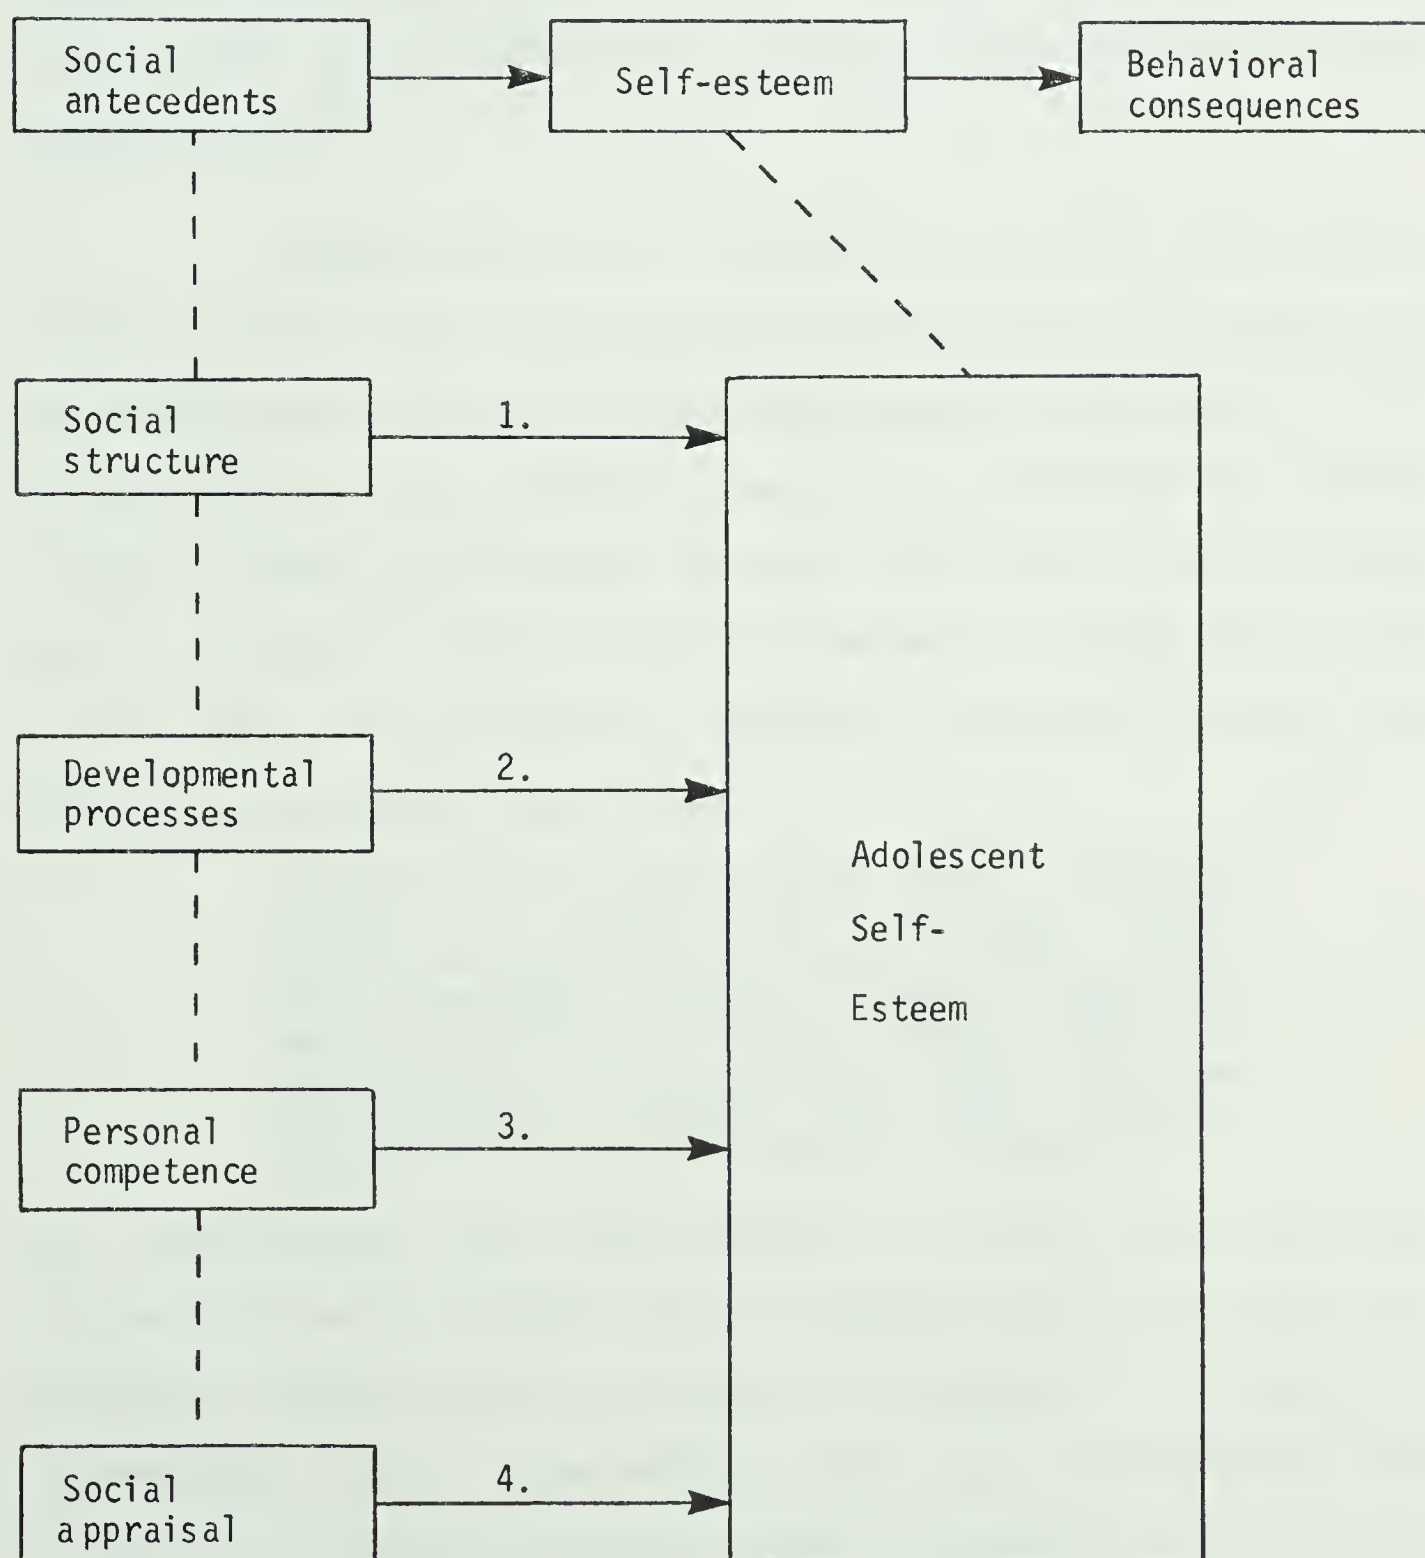 Social
antecedents
Self-esteem
Behavioral
consequences
Social
structure
1.
Developmental
processes
2.
Adolescent
Self-
Esteem
Personal
competence
3.
Social
appraisal
4.